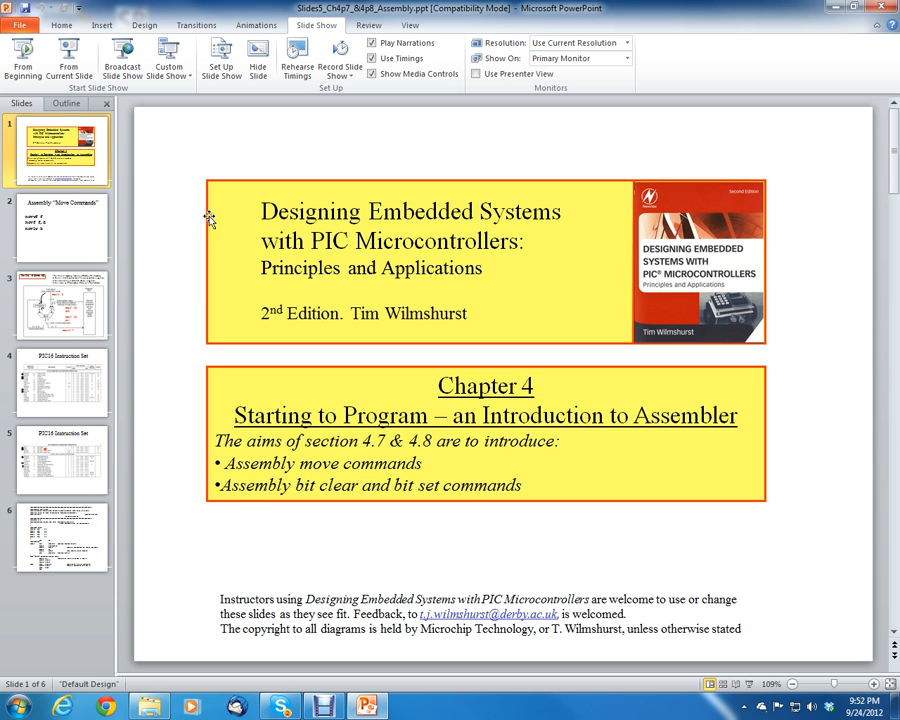 Slides5_Ch4p7_&4p8_Assembly.ppt [Compatibility Mode] - Microsoft PowerPoint
File Home Insert Design Transitions Animations Slide Show Review View
From Beginning
From Current Slide
Broadcast Slide Show
Custom Slide Show
Set Up Slide Show
Hide Slide
Rehearse Timings
Record Slide Show
Play Narrations
Use Timings
Show Media Controls
Resolution: Use Current Resolution
Show On: Primary Monitor
Use Presenter View
Start Slide Show Set Up Monitors
Slides Outline
1
2
Assembly "Move Commands"
3
4
PIC16 Instruction Set
5
PIC16 Instruction Set
6
Designing Embedded Systems
with PIC Microcontrollers:
Principles and Applications
2nd Edition. Tim Wilmshurst
Second Edition
Newnes
DESIGNING EMBEDDED
SYSTEMS WITH
PIC® MICROCONTROLLERS
Principles and Applications
Tim Wilmshurst
Chapter 4
Starting to Program – an Introduction to Assembler
The aims of section 4.7 & 4.8 are to introduce:
• Assembly move commands
•Assembly bit clear and bit set commands
Instructors using Designing Embedded Systems with PIC Microcontrollers are welcome to use or change
these slides as they see fit. Feedback, to t.j.wilmshurst@derby.ac.uk, is welcomed.
The copyright to all diagrams is held by Microchip Technology, or T. Wilmshurst, unless otherwise stated
Slide 1 of 6 "Default Design" 109%
9:52 PM
9/24/2012